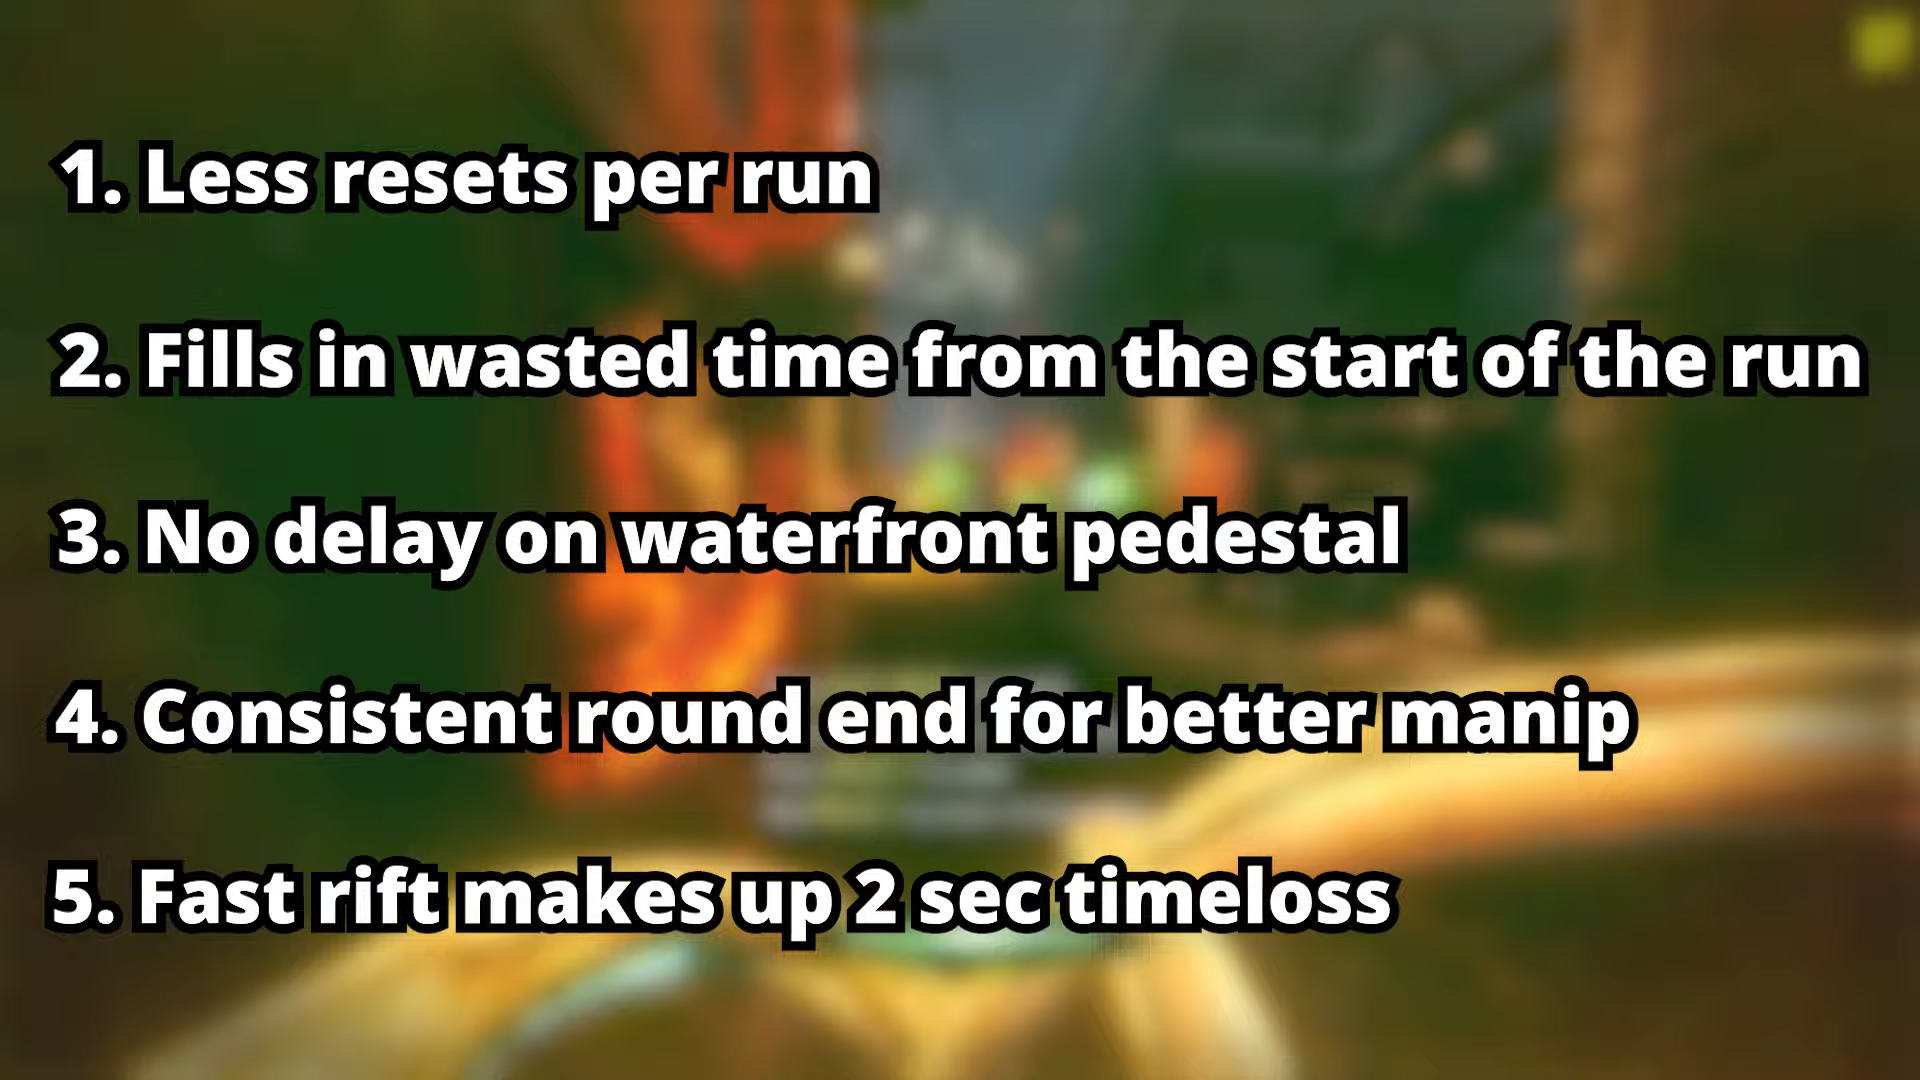 1. Less resets per run
2. Fills in wasted time from the start of the run
3. No delay on waterfront pedestal
4. Consistent round end for better manip
5. Fast rift makes up 2 sec timeloss